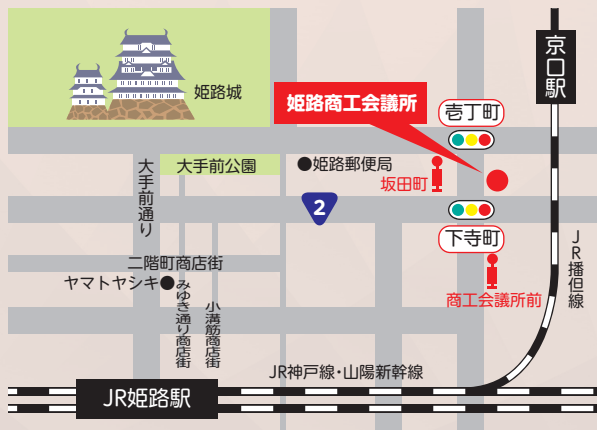 京口駅
姫路城
姫路商工会議所
壱丁町
大手前公園
姫路郵便局
坂田町
大手前通り
2
下寺町
二階町商店街
ヤマトヤシキ
みゆき通り商店街
小溝筋商店街
商工会議所前
JR播但線
JR神戸線・山陽新幹線
JR姫路駅